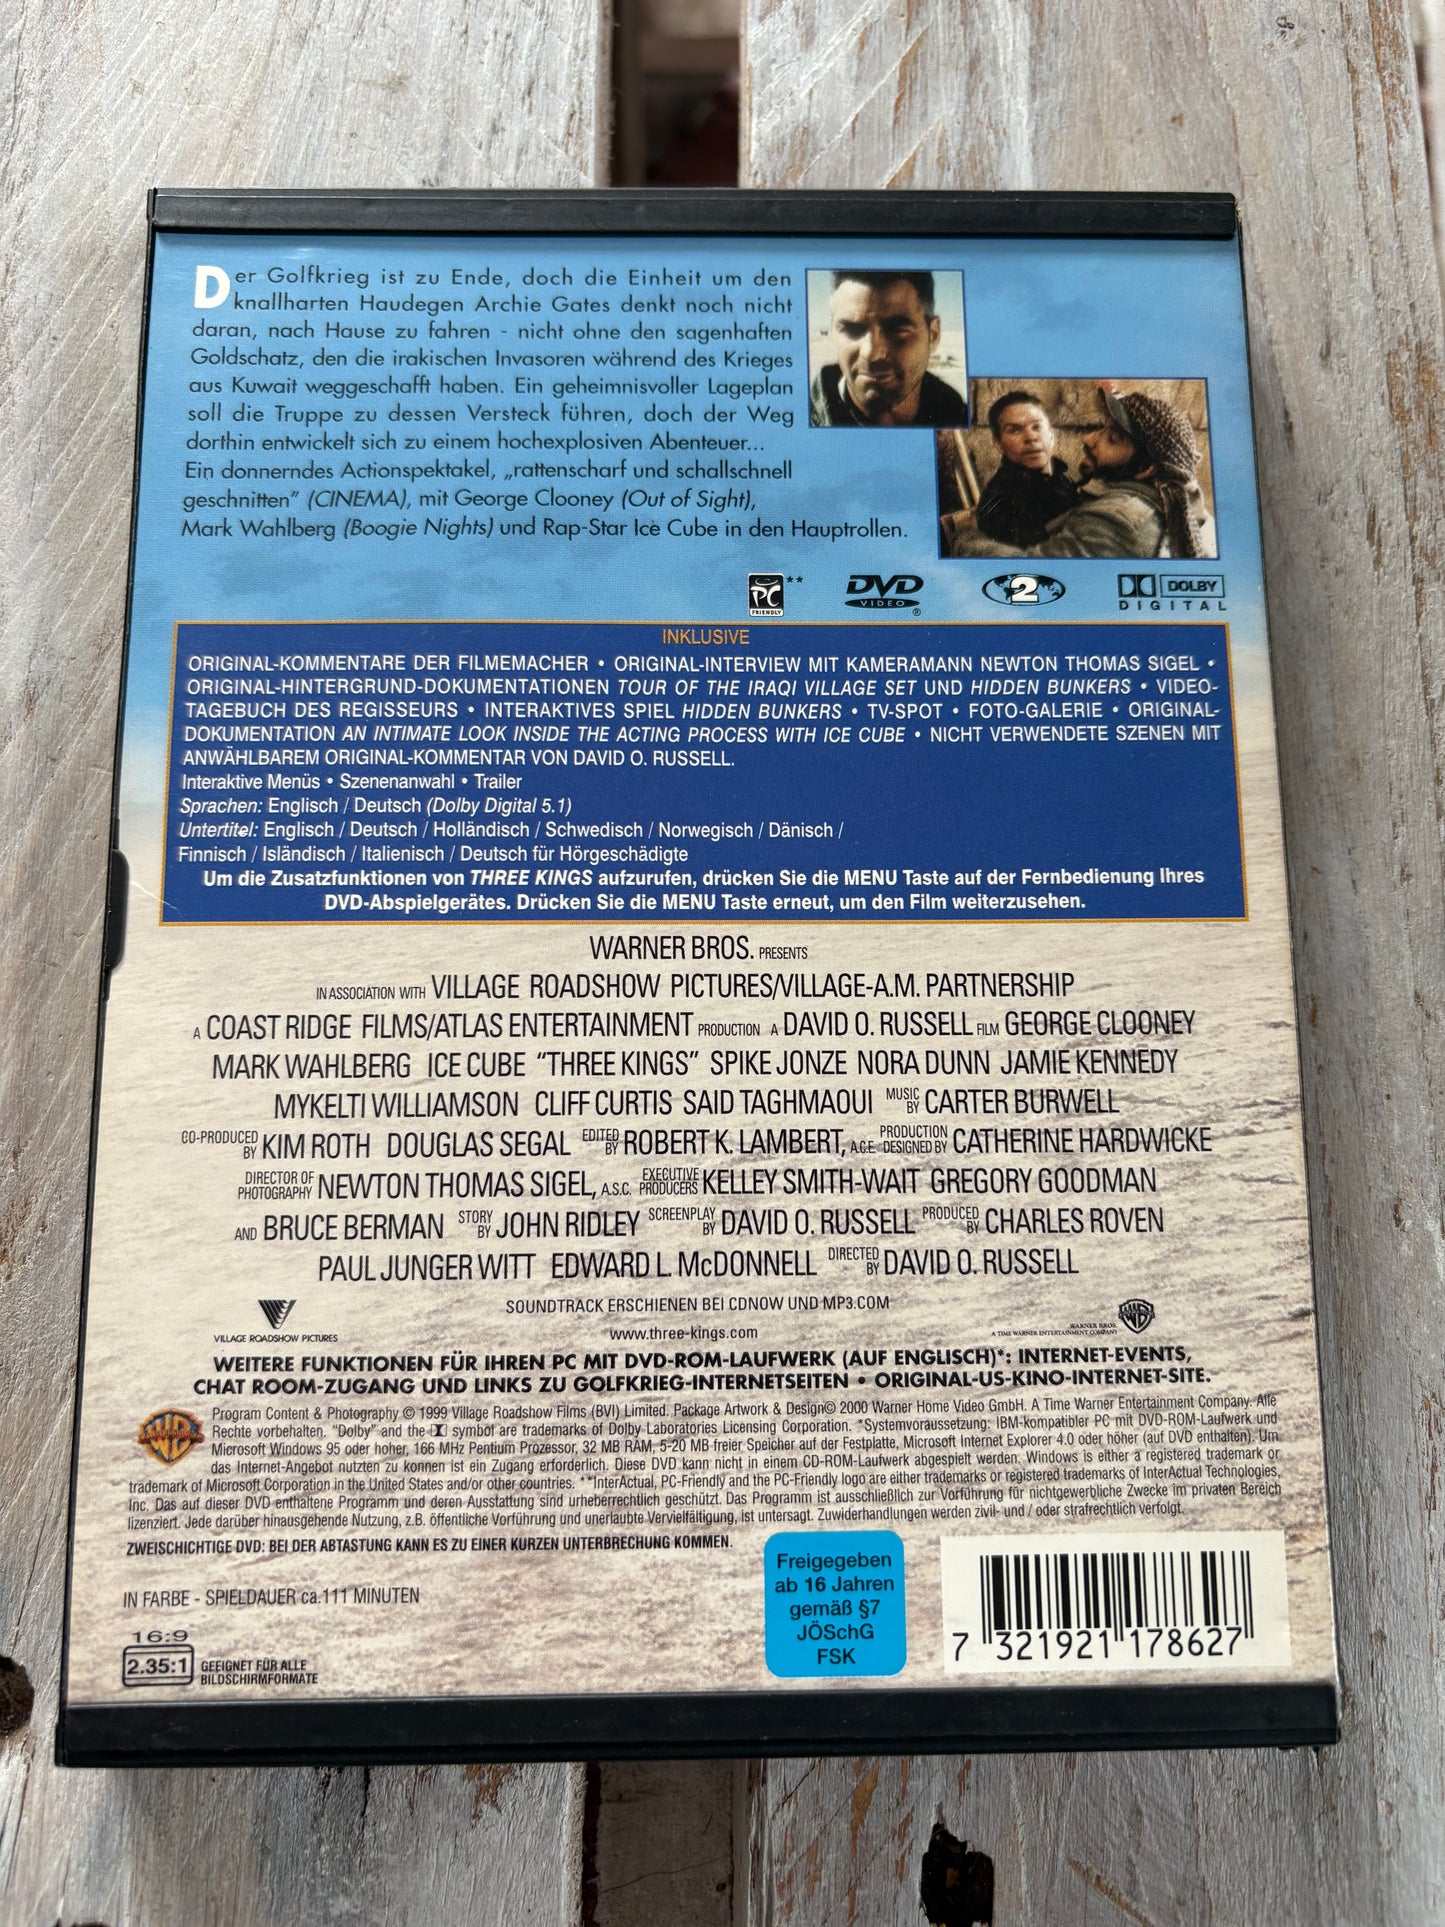 Der Golfkrieg ist zu Ende, doch die Einheit um den
knallharten Haudegen Archie Gates denkt noch nicht
daran, nach Hause zu fahren - nicht ohne den sagenhaften
Goldschatz, den die irakischen Invasoren während des Krieges
aus Kuwait weggeschafft haben. Ein geheimnisvoller Lageplan
soll die Truppe zu dessen Versteck führen, doch der Weg
dorthin entwickelt sich zu einem hochexplosiven Abenteuer...
Ein donnerndes Actionspektakel, „rattenscharf und schallschnell
geschnitten” (CINEMA), mit George Clooney (Out of Sight),
Mark Wahlberg (Boogie Nights) und Rap-Star Ice Cube in den Hauptrollen.
PC FRIENDLY **
DVD VIDEO ®
2
DOLBY DIGITAL
INKLUSIVE
ORIGINAL-KOMMENTARE DER FILMEMACHER • ORIGINAL-INTERVIEW MIT KAMERAMANN NEWTON THOMAS SIGEL •
ORIGINAL-HINTERGRUND-DOKUMENTATIONEN TOUR OF THE IRAQI VILLAGE SET UND HIDDEN BUNKERS • VIDEO-
TAGEBUCH DES REGISSEURS • INTERAKTIVES SPIEL HIDDEN BUNKERS • TV-SPOT • FOTO-GALERIE • ORIGINAL-
DOKUMENTATION AN INTIMATE LOOK INSIDE THE ACTING PROCESS WITH ICE CUBE • NICHT VERWENDETE SZENEN MIT
ANWÄHLBAREM ORIGINAL-KOMMENTAR VON DAVID O. RUSSELL.
Interaktive Menüs • Szenenanwahl • Trailer
Sprachen: Englisch / Deutsch (Dolby Digital 5.1)
Untertitel: Englisch / Deutsch / Holländisch / Schwedisch / Norwegisch / Dänisch /
Finnisch / Isländisch / Italienisch / Deutsch für Hörgeschädigte
Um die Zusatzfunktionen von THREE KINGS aufzurufen, drücken Sie die MENU Taste auf der Fernbedienung Ihres
DVD-Abspielgerätes. Drücken Sie die MENU Taste erneut, um den Film weiterzusehen.
WARNER BROS. PRESENTS
IN ASSOCIATION WITH VILLAGE ROADSHOW PICTURES/VILLAGE-A.M. PARTNERSHIP
A COAST RIDGE FILMS/ATLAS ENTERTAINMENT PRODUCTION A DAVID O. RUSSELL FILM GEORGE CLOONEY
MARK WAHLBERG ICE CUBE “THREE KINGS” SPIKE JONZE NORA DUNN JAMIE KENNEDY
MYKELTI WILLIAMSON CLIFF CURTIS SAID TAGHMAOUI MUSIC BY CARTER BURWELL
CO-PRODUCED BY KIM ROTH DOUGLAS SEGAL EDITED BY ROBERT K. LAMBERT, A.C.E. PRODUCTION DESIGNED BY CATHERINE HARDWICKE
DIRECTOR OF PHOTOGRAPHY NEWTON THOMAS SIGEL, A.S.C. EXECUTIVE PRODUCERS KELLEY SMITH-WAIT GREGORY GOODMAN
AND BRUCE BERMAN STORY BY JOHN RIDLEY SCREENPLAY BY DAVID O. RUSSELL PRODUCED BY CHARLES ROVEN
PAUL JUNGER WITT EDWARD L. McDONNELL DIRECTED BY DAVID O. RUSSELL
SOUNDTRACK ERSCHIENEN BEI CDNOW UND MP3.COM
VILLAGE ROADSHOW PICTURES
www.three-kings.com
WARNER BROS.
A TIME WARNER ENTERTAINMENT COMPANY
WEITERE FUNKTIONEN FÜR IHREN PC MIT DVD-ROM-LAUFWERK (AUF ENGLISCH)*: INTERNET-EVENTS,
CHAT ROOM-ZUGANG UND LINKS ZU GOLFKRIEG-INTERNETSEITEN • ORIGINAL-US-KINO-INTERNET-SITE.
Program Content & Photography © 1999 Village Roadshow Films (BVI) Limited. Package Artwork & Design© 2000 Warner Home Video GmbH. A Time Warner Entertainment Company. Alle
Rechte vorbehalten. "Dolby" and the symbol are trademarks of Dolby Laboratories Licensing Corporation. *Systemvoraussetzung: IBM-kompatibler PC mit DVD-ROM-Laufwerk und
Microsoft Windows 95 oder hoher, 166 MHz Pentium Prozessor, 32 MB RAM, 5-20 MB freier Speicher auf der Festplatte, Microsoft Internet Explorer 4.0 oder höher (auf DVD enthalten). Um
das Internet-Angebot nutzten zu konnen ist ein Zugang erforderlich. Diese DVD kann nicht in einem CD-ROM-Laufwerk abgespielt werden. Windows is either a registered trademark or
trademark of Microsoft Corporation in the United States and/or other countries. **InterActual, PC-Friendly and the PC-Friendly logo are either trademarks or registered trademarks of InterActual Technologies,
Inc. Das auf dieser DVD enthaltene Programm und deren Ausstattung sind urheberrechtlich geschützt. Das Programm ist ausschließlich zur Vorführung für nichtgewerbliche Zwecke im privaten Bereich
lizenziert. Jede darüber hinausgehende Nutzung, z.B. öffentliche Vorführung und unerlaubte Vervielfältigung, ist untersagt. Zuwiderhandlungen werden zivil- und / oder strafrechtlich verfolgt.
ZWEISCHICHTIGE DVD: BEI DER ABTASTUNG KANN ES ZU EINER KURZEN UNTERBRECHUNG KOMMEN.
IN FARBE - SPIELDAUER ca.111 MINUTEN
16:9
2.35:1
GEEIGNET FÜR ALLE
BILDSCHIRMFORMATE
Freigegeben
ab 16 Jahren
gemäß §7
JÖSchG
FSK
7 321921 178627